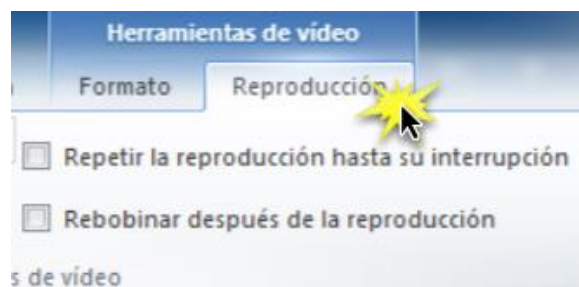 Herramientas de vídeo
Formato Reproducción
Repetir la reproducción hasta su interrupción
Rebobinar después de la reproducción
de vídeo